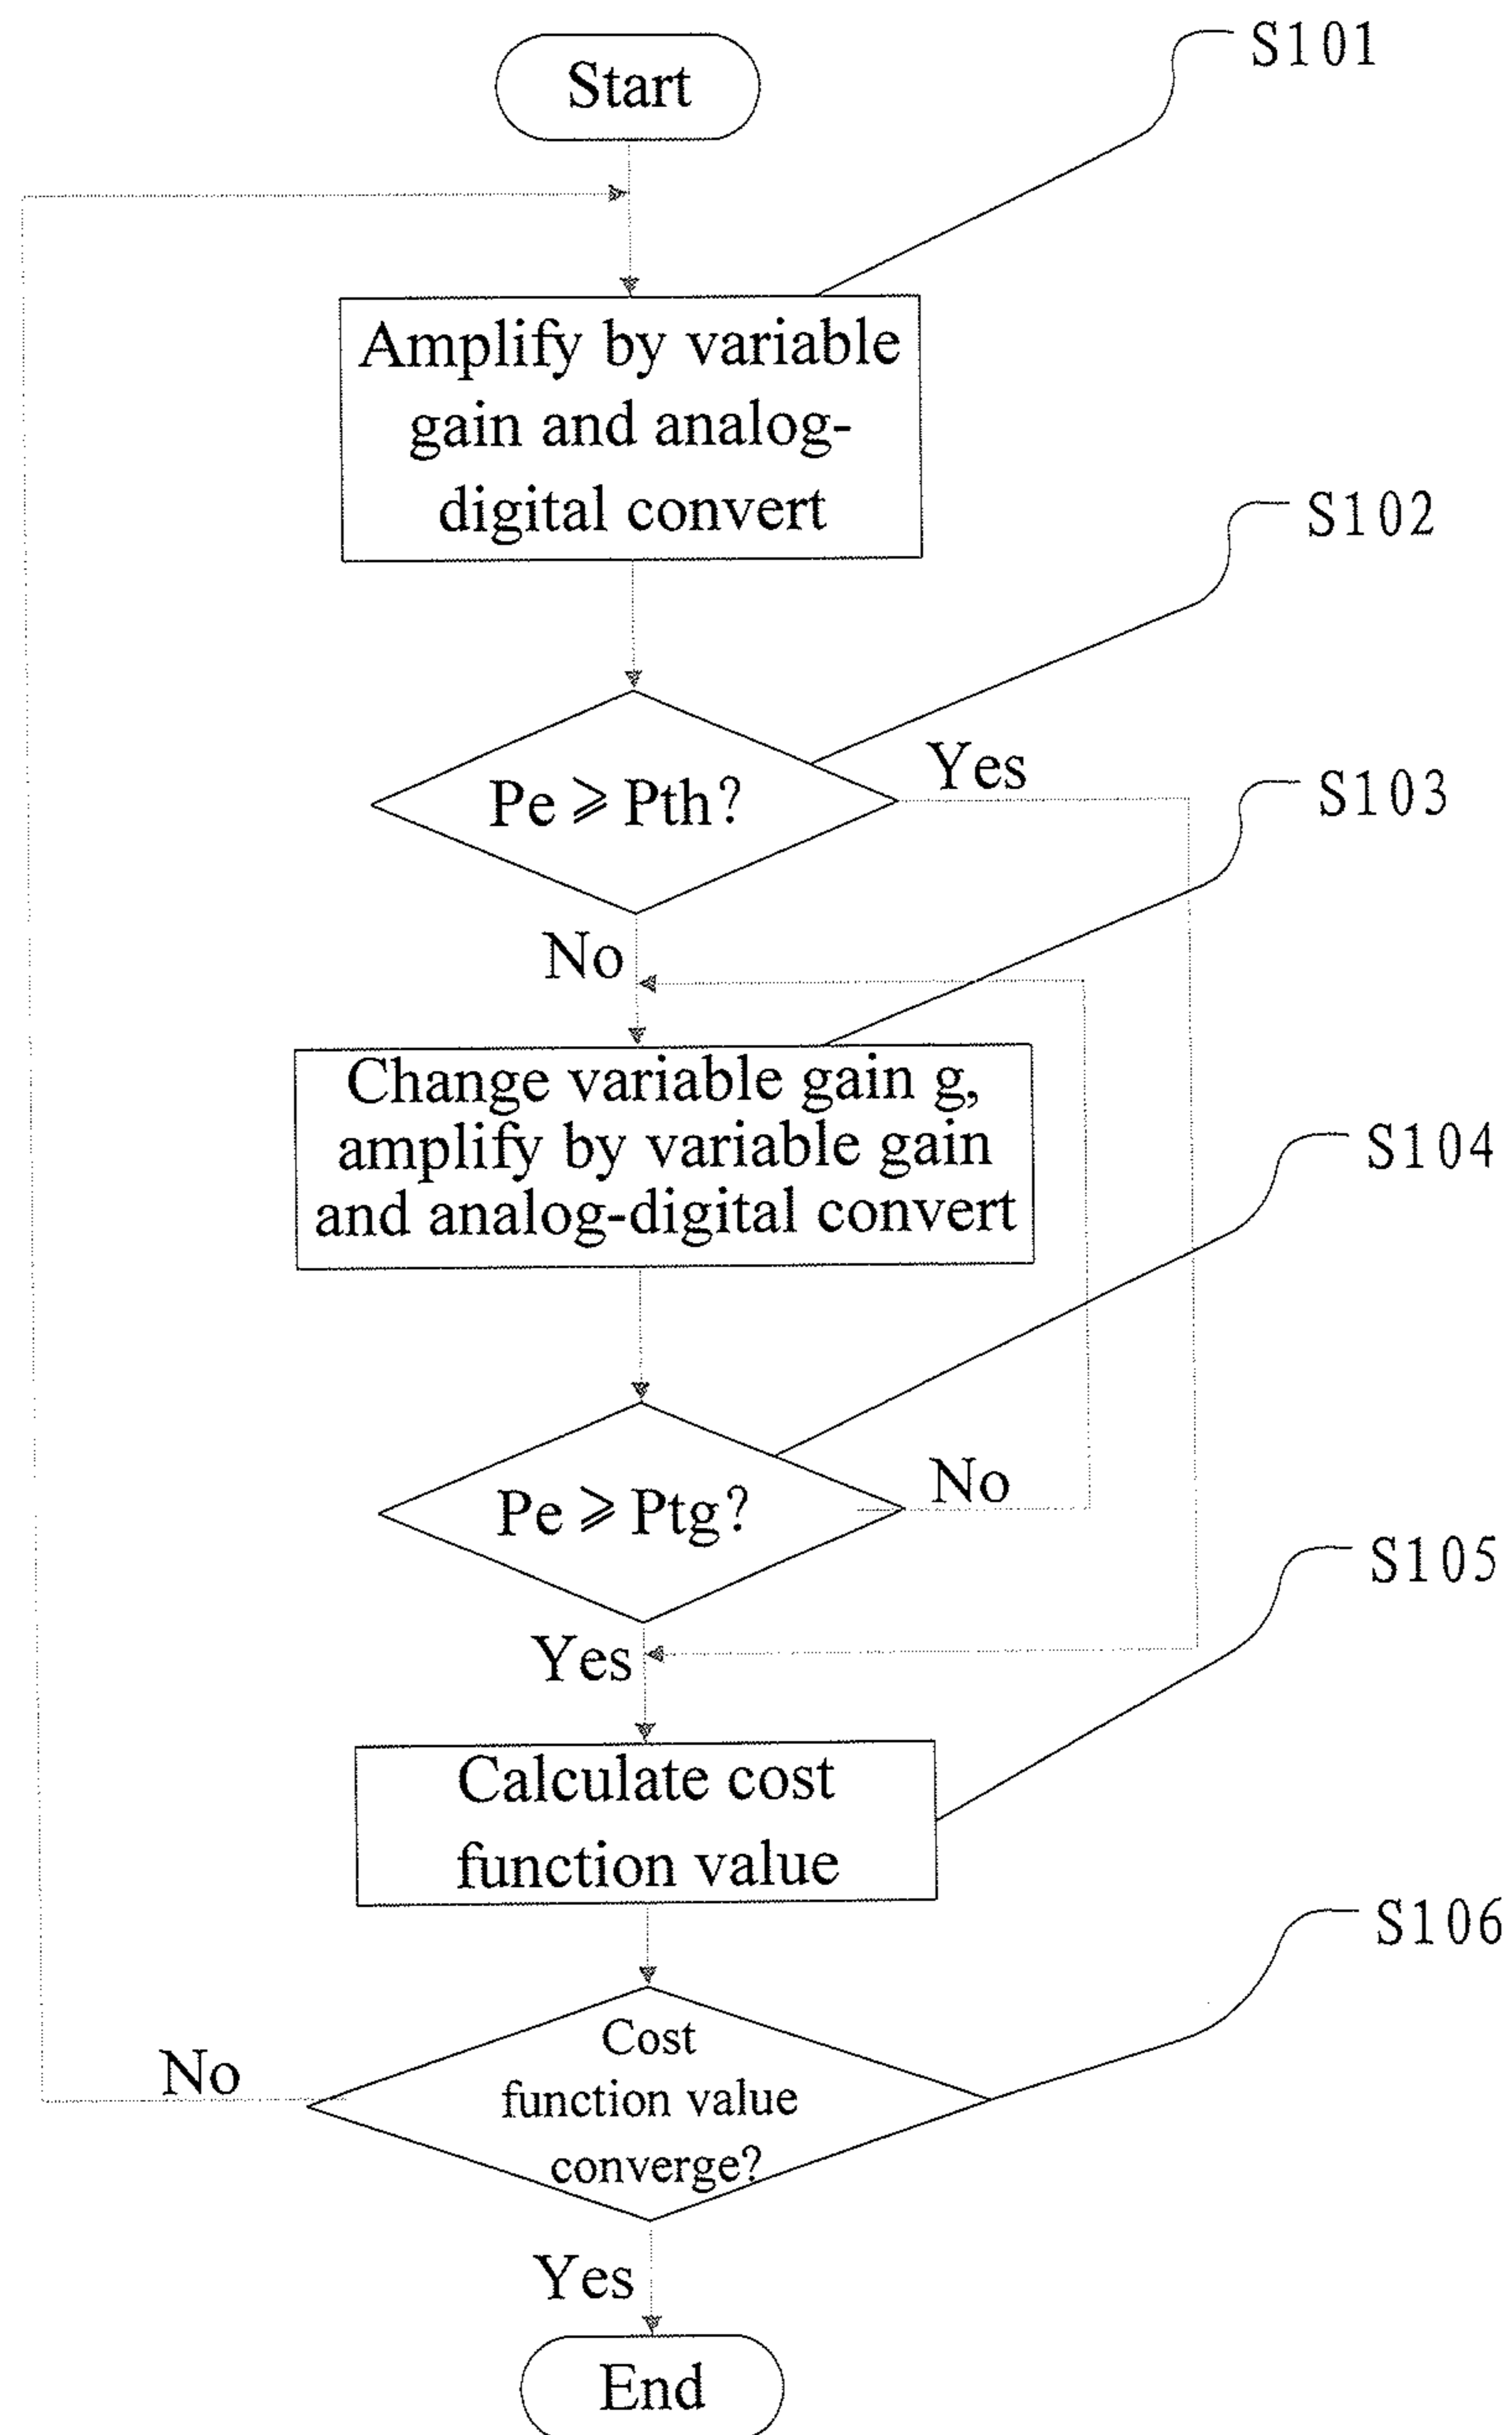 Start
S101
Amplify by variable
gain and analog-
digital convert
S102
Pe ⩾ Pth?
Yes
S103
No
Change variable gain g,
amplify by variable gain
and analog-digital convert
S104
Pe ⩾ Ptg?
No
S105
Yes
Calculate cost
function value
S106
Cost
function value
converge?
No
Yes
End